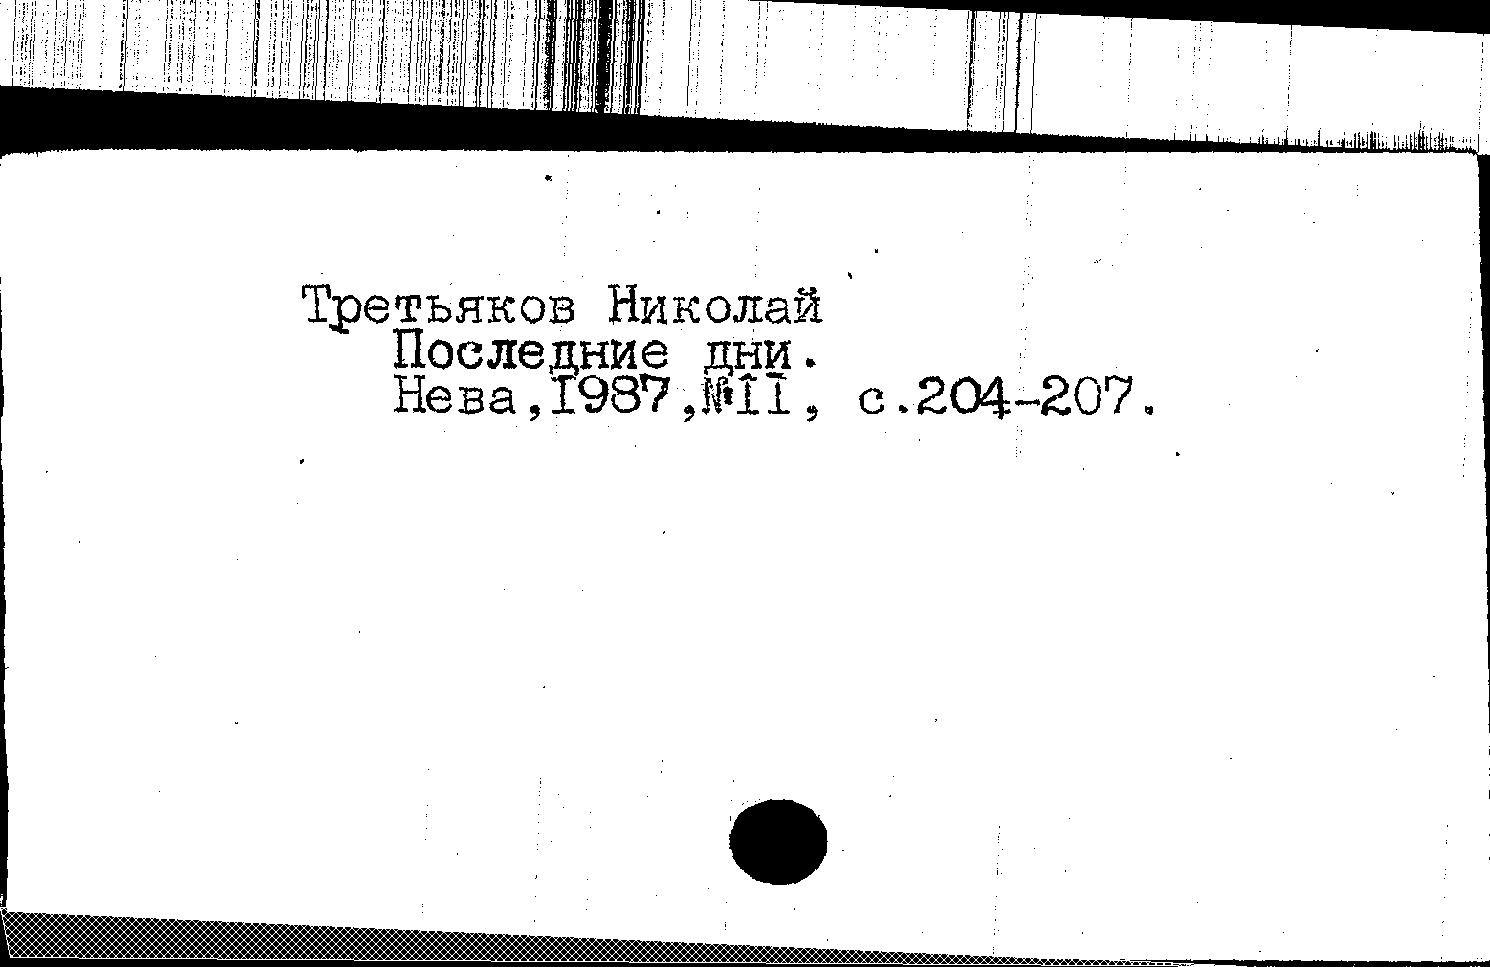 Третьяков Николай
Последние дни.
Нева,1987,№11, с.204-207.